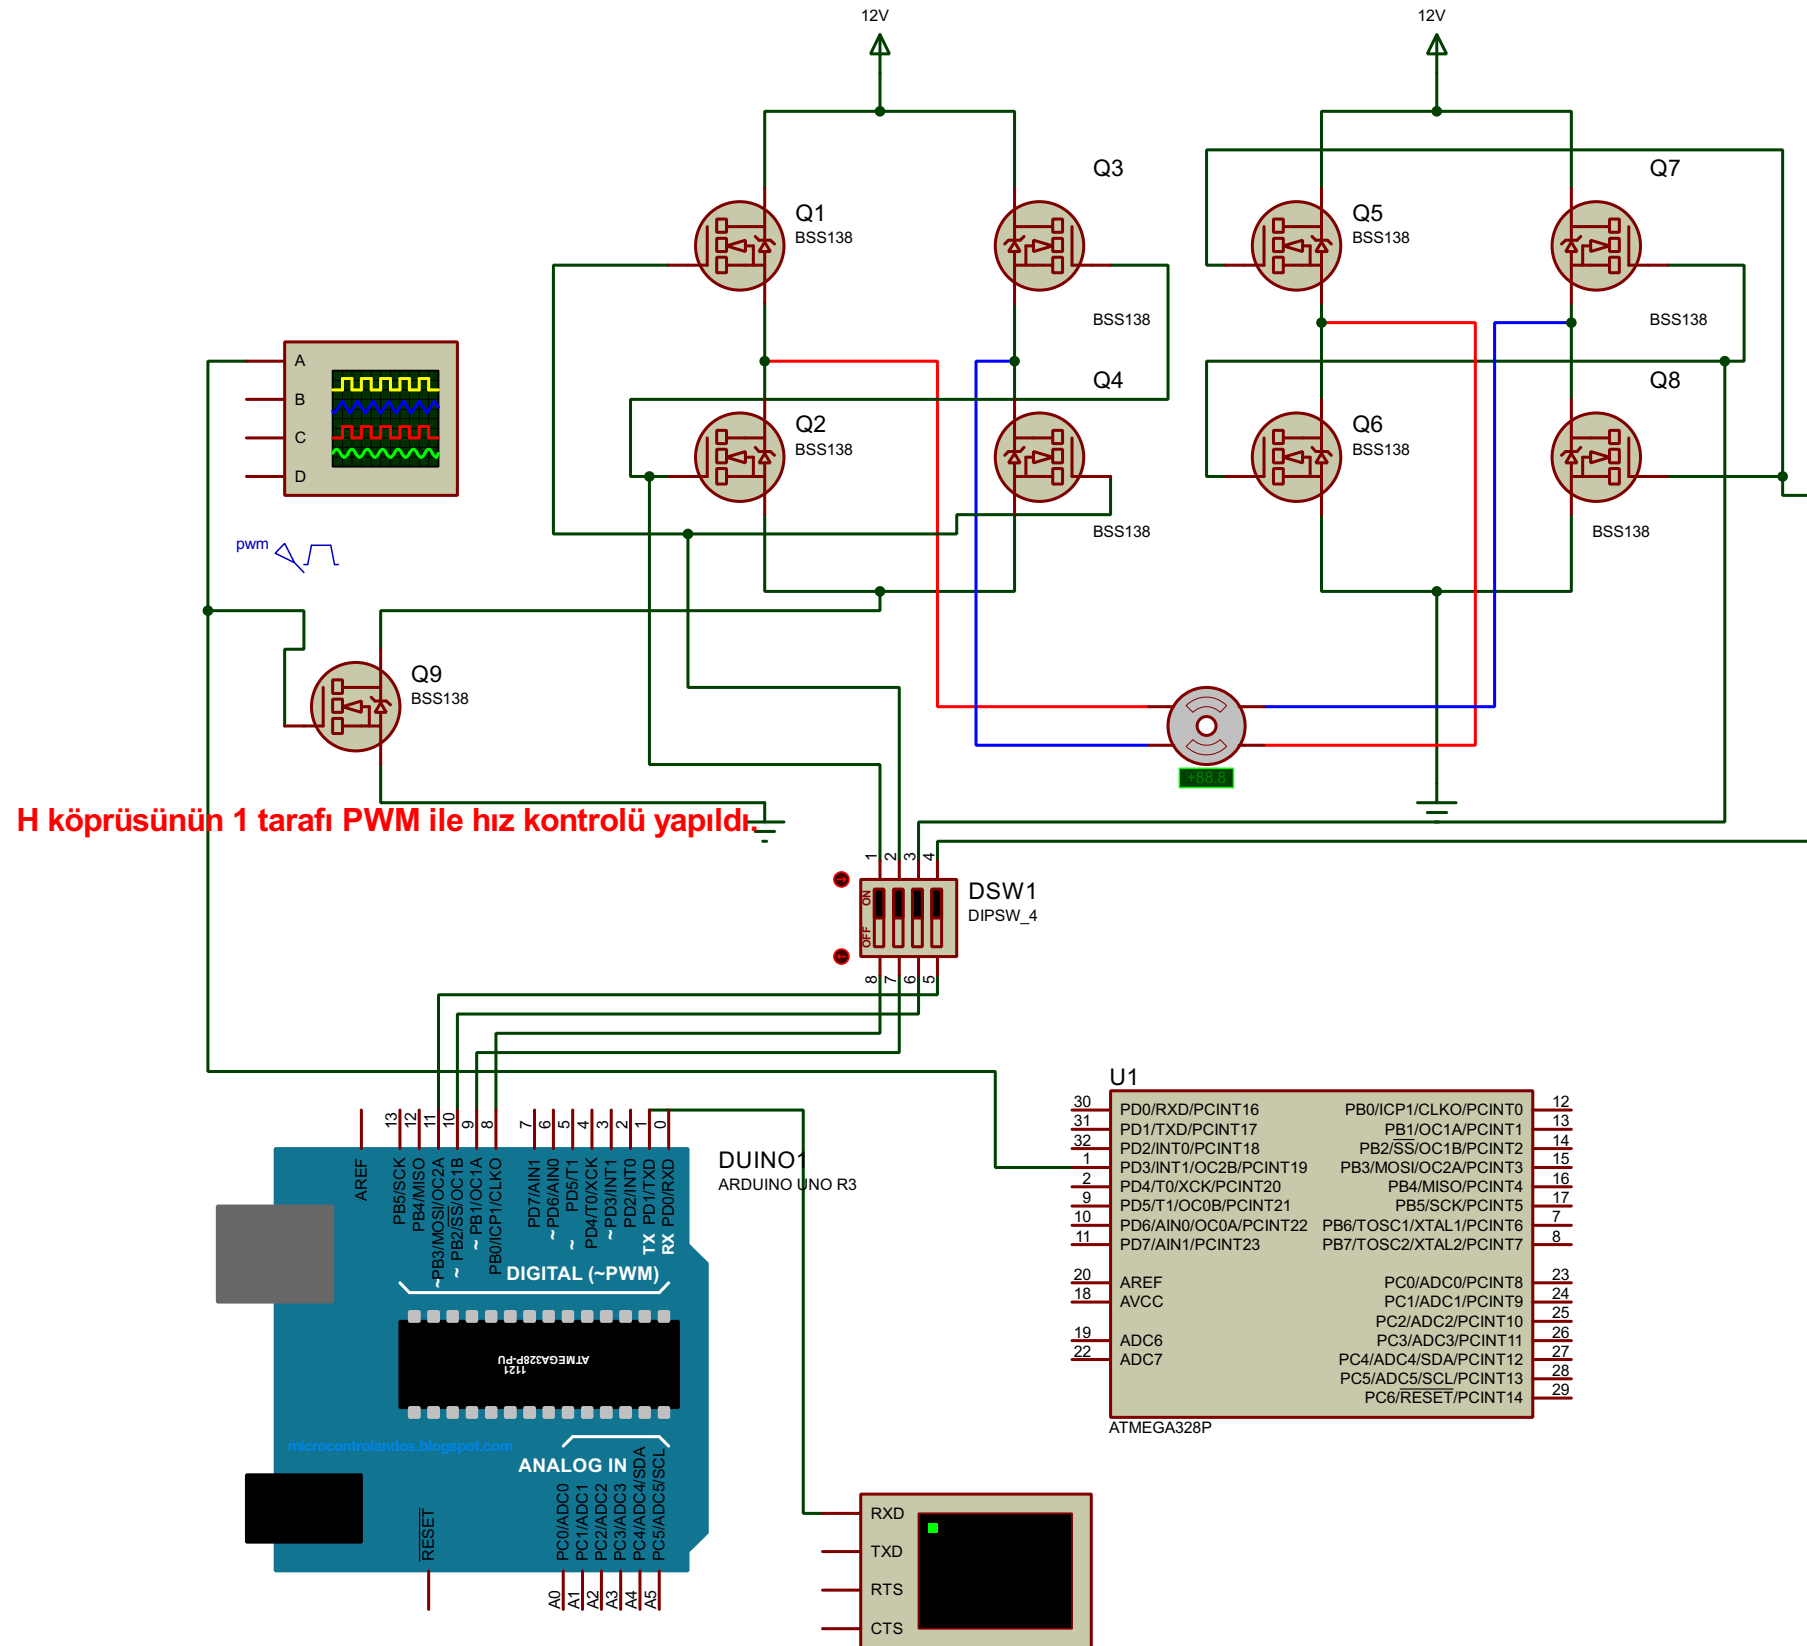 12V
12V
Q3
Q7
Q1
BSS138
Q5
BSS138
BSS138
BSS138
Q4
Q8
Q2
BSS138
Q6
BSS138
BSS138
BSS138
A
B
C
D
pwm
Q9
BSS138
+88.8
H köprüsünün 1 tarafı PWM ile hız kontrolü yapıldı.
1
2
3
4
ON
OFF
DSW1
DIPSW_4
8
7
6
5
U1
30 PD0/RXD/PCINT16 PB0/ICP1/CLKO/PCINT0 12
31 PD1/TXD/PCINT17 PB1/OC1A/PCINT1 13
32 PD2/INT0/PCINT18 PB2/SS/OC1B/PCINT2 14
1 PD3/INT1/OC2B/PCINT19 PB3/MOSI/OC2A/PCINT3 15
2 PD4/T0/XCK/PCINT20 PB4/MISO/PCINT4 16
9 PD5/T1/OC0B/PCINT21 PB5/SCK/PCINT5 17
10 PD6/AIN0/OC0A/PCINT22 PB6/TOSC1/XTAL1/PCINT6 7
11 PD7/AIN1/PCINT23 PB7/TOSC2/XTAL2/PCINT7 8
20 AREF PC0/ADC0/PCINT8 23
18 AVCC PC1/ADC1/PCINT9 24
PC2/ADC2/PCINT10 25
19 ADC6 PC3/ADC3/PCINT11 26
22 ADC7 PC4/ADC4/SDA/PCINT12 27
PC5/ADC5/SCL/PCINT13 28
PC6/RESET/PCINT14 29
ATMEGA328P
DUINO1
ARDUINO UNO R3
13
12
11
10
9
8
7
6
5
4
3
2
1
0
AREF
PB5/SCK
PB4/MISO
~PB3/MOSI/OC2A
~ PB2/SS/OC1B
~ PB1/OC1A
PB0/ICP1/CLKO
PD7/AIN1
~PD6/AIN0
~ PD5/T1
PD4/T0/XCK
~PD3/INT1
PD2/INT0
TX PD1/TXD
RX PD0/RXD
DIGITAL (~PWM)
ATMEGA328P-PU
1121
microcontrolandos.blogspot.com
ANALOG IN
RESET
PC0/ADC0
PC1/ADC1
PC2/ADC2
PC3/ADC3
PC4/ADC4/SDA
PC5/ADC5/SCL
A0
A1
A2
A3
A4
A5
RXD
TXD
RTS
CTS